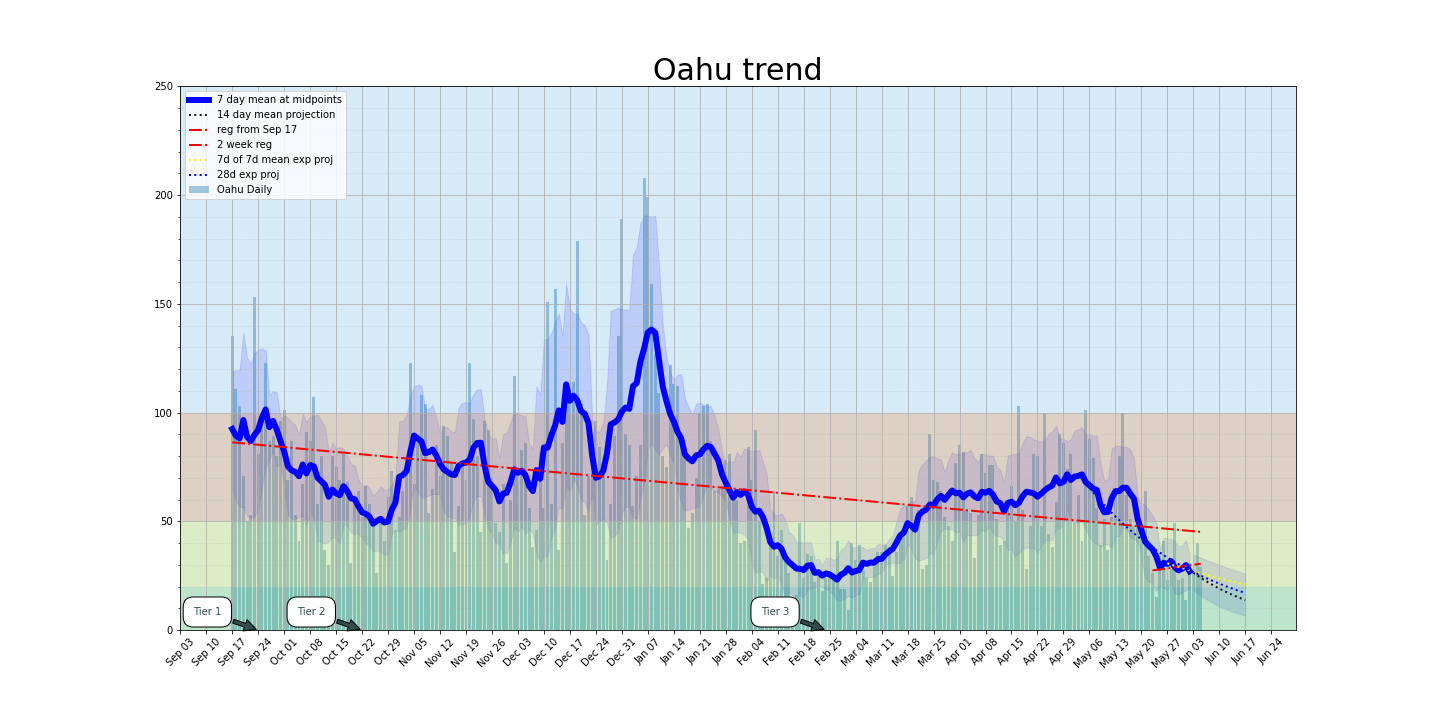 Oahu trend
250
200
150
100
50
0
7 day mean at midpoints
14 day mean projection
reg from Sep 17
2 week reg
7d of 7d mean exp proj
28d exp proj
Oahu Daily
Tier 1
Tier 2
Tier 3
Sep 03
Sep 10
Sep 17
Sep 24
Oct 01
Oct 08
Oct 15
Oct 22
Oct 29
Nov 05
Nov 12
Nov 19
Nov 26
Dec 03
Dec 10
Dec 17
Dec 24
Dec 31
Jan 07
Jan 14
Jan 21
Jan 28
Feb 04
Feb 11
Feb 18
Feb 25
Mar 04
Mar 11
Mar 18
Mar 25
Apr 01
Apr 08
Apr 15
Apr 22
Apr 29
May 06
May 13
May 20
May 27
Jun 03
Jun 10
Jun 17
Jun 24